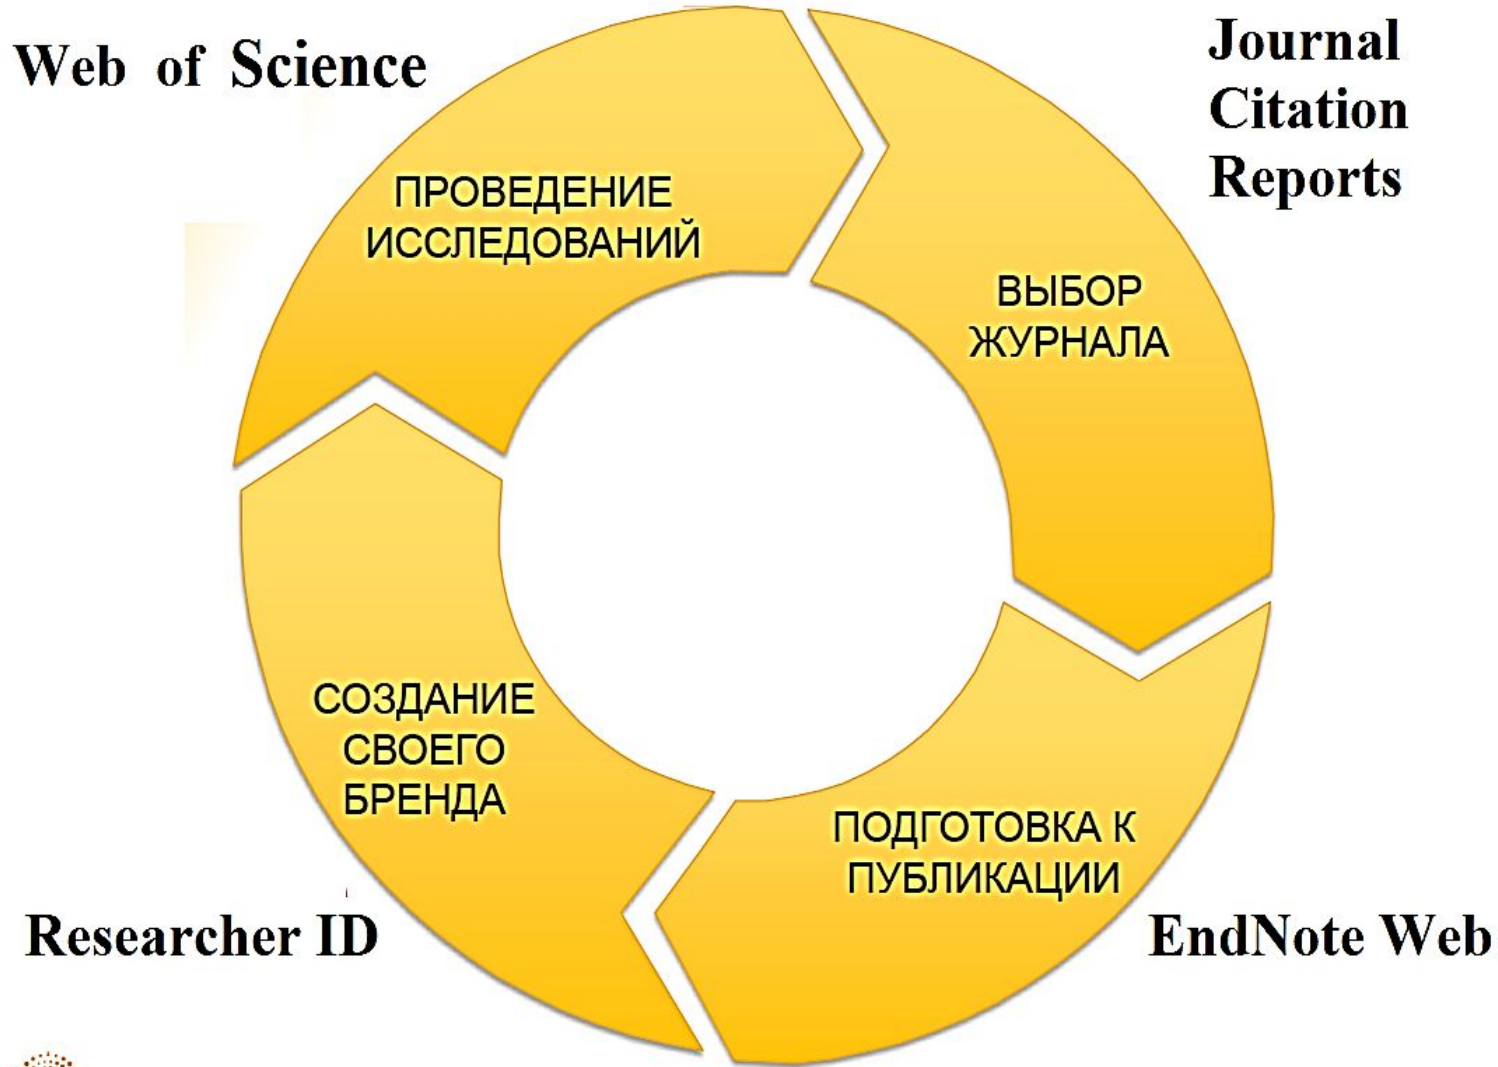 Web of Science
Journal
Citation
Reports
ПРОВЕДЕНИЕ
ИССЛЕДОВАНИЙ
ВЫБОР
ЖУРНАЛА
СОЗДАНИЕ
СВОЕГО
БРЕНДА
ПОДГОТОВКА К
ПУБЛИКАЦИИ
Researcher ID
EndNote Web